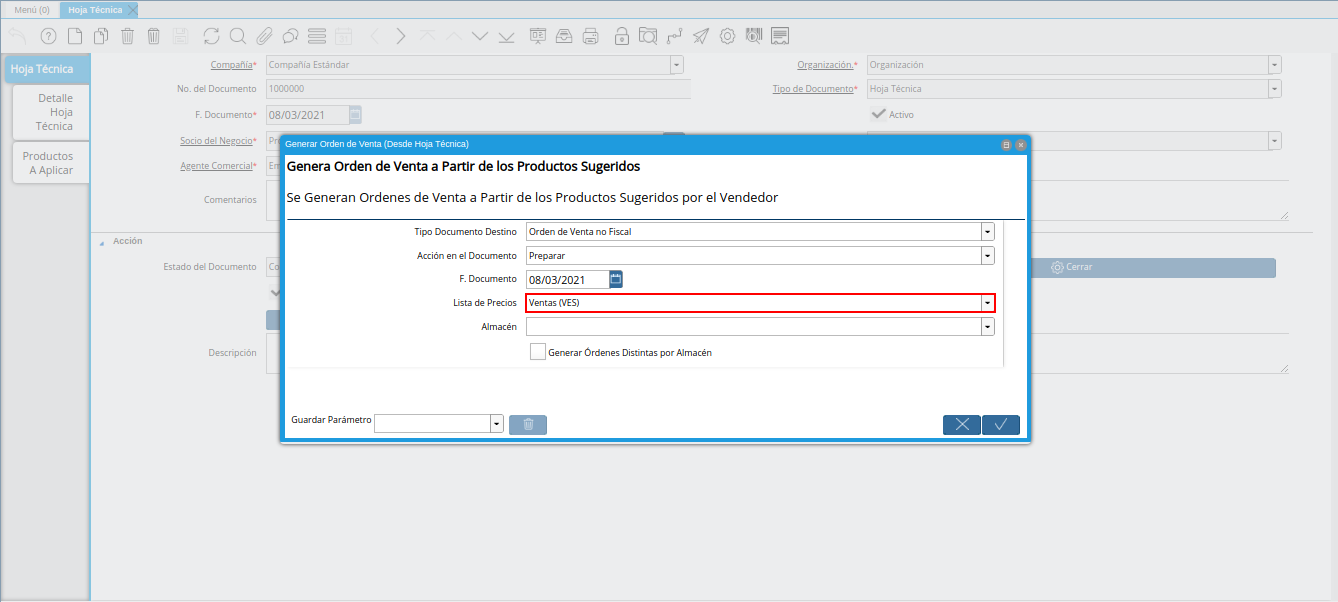 Menú (0) Hoja Técnica
Hoja Técnica
Detalle
Hoja
Técnica
Productos
A Aplicar
Compañía* Compañía Estándar Organización.* Organización
No. del Documento 1000000 Tipo de Documento* Hoja Técnica
F. Documento* 08/03/2021 Activo
Socio del Negocio*
Agente Comercial*
Comentarios
Acción
Estado del Documento Cerrar
Descripción
Generar Orden de Venta (Desde Hoja Técnica)
Genera Orden de Venta a Partir de los Productos Sugeridos
Se Generan Ordenes de Venta a Partir de los Productos Sugeridos por el Vendedor
Tipo Documento Destino Orden de Venta no Fiscal
Acción en el Documento Preparar
F. Documento 08/03/2021
Lista de Precios Ventas (VES)
Almacén
Generar Órdenes Distintas por Almacén
Guardar Parámetro